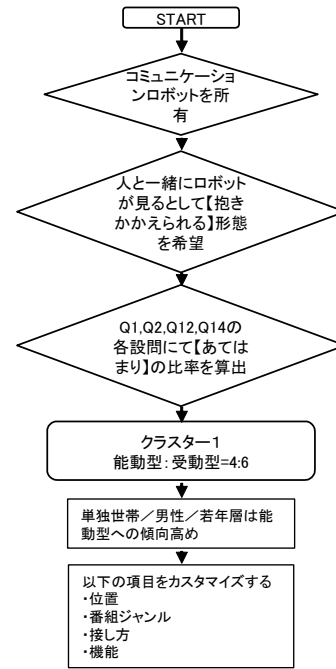 START
コミュニケーショ
ンロボットを所
有
人と一緒にロボット
が見るとして【抱き
かかえられる】形態
を希望
Q1,Q2,Q12,Q14の
各設問にて【あては
まり】の比率を算出
クラスター1
能動型:受動型=4:6
単独世帯／男性／若年層は能
動型への傾向高め
以下の項目をカスタマイズする
・位置
・番組ジャンル
・接し方
・機能